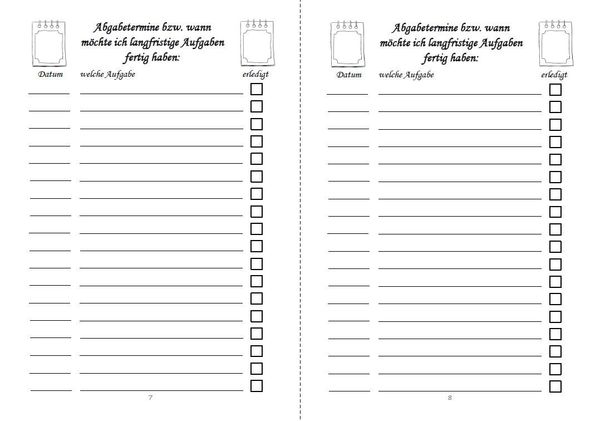 Abgabetermine bzw. wann
möchte ich langfristige Aufgaben
fertig haben:
Datum welche Aufgabe erledigt
7
Abgabetermine bzw. wann
möchte ich langfristige Aufgaben
fertig haben:
Datum welche Aufgabe erledigt
8